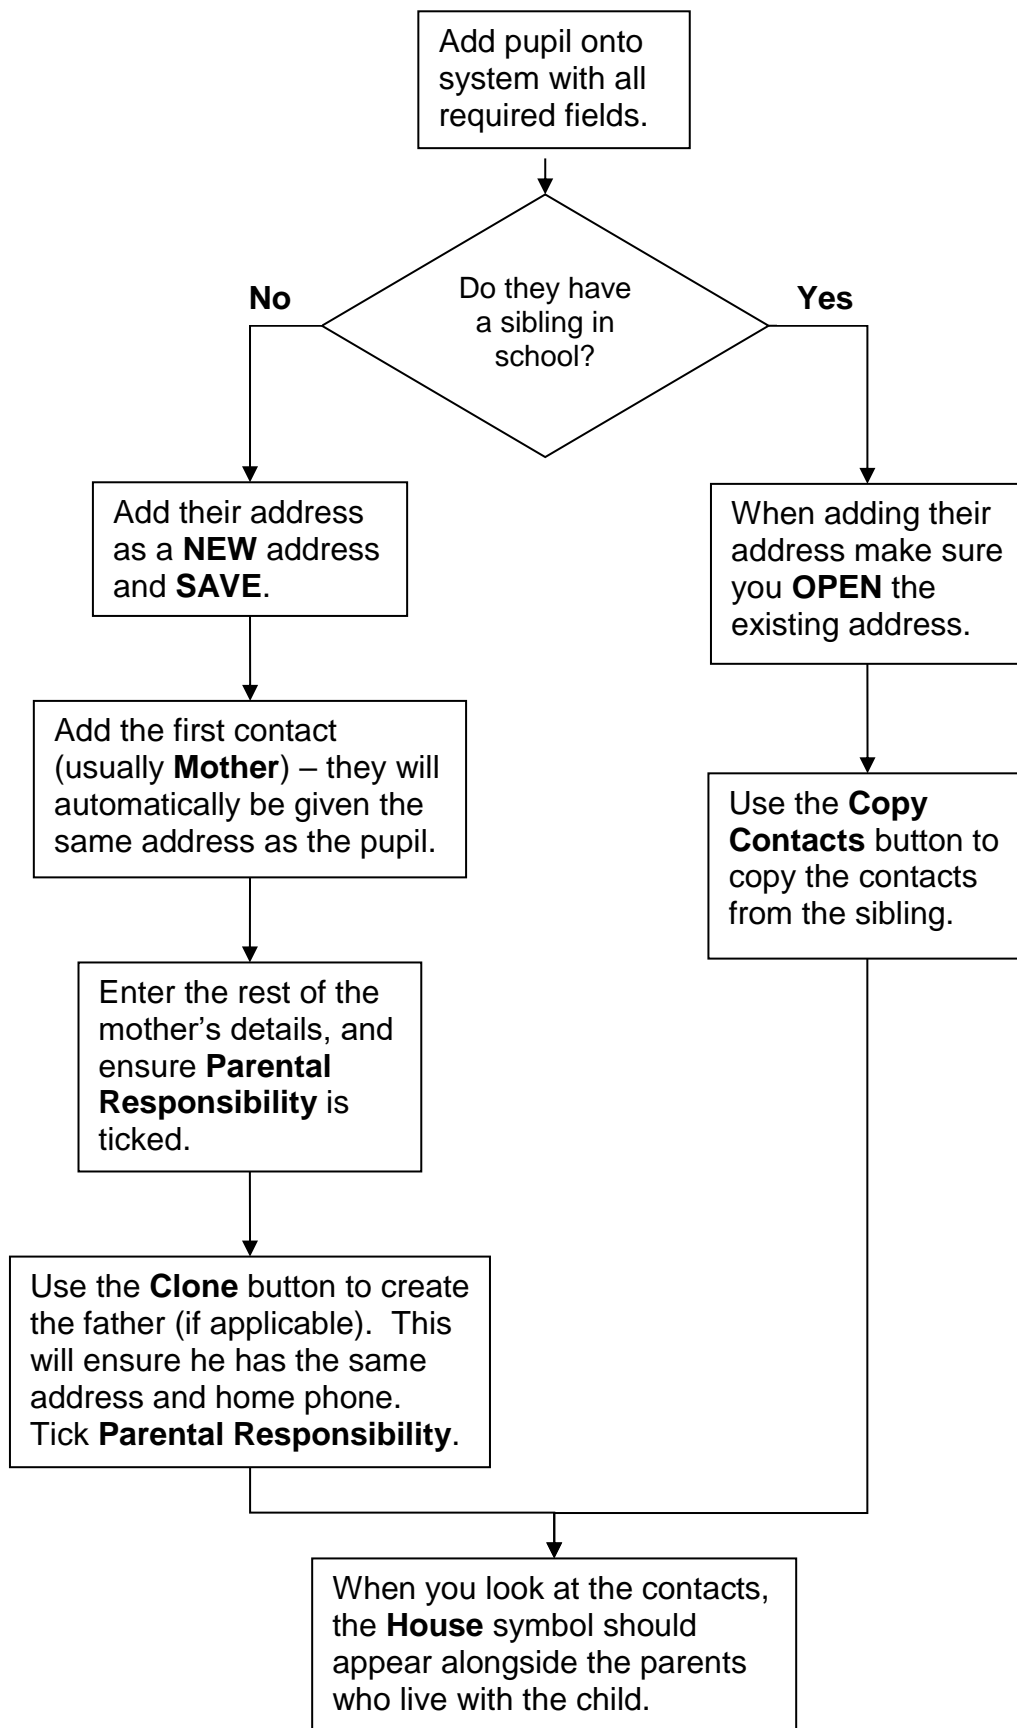 Add pupil onto
system with all
required fields.
Do they have
a sibling in
school?
No
Yes
Add their address
as a NEW address
and SAVE.
Add the first contact
(usually Mother) – they will
automatically be given the
same address as the pupil.
Enter the rest of the
mother’s details, and
ensure Parental
Responsibility is
ticked.
Use the Clone button to create
the father (if applicable).  This
will ensure he has the same
address and home phone.
Tick Parental Responsibility.
When adding their
address make sure
you OPEN the
existing address.
Use the Copy
Contacts button to
copy the contacts
from the sibling.
When you look at the contacts,
the House symbol should
appear alongside the parents
who live with the child.